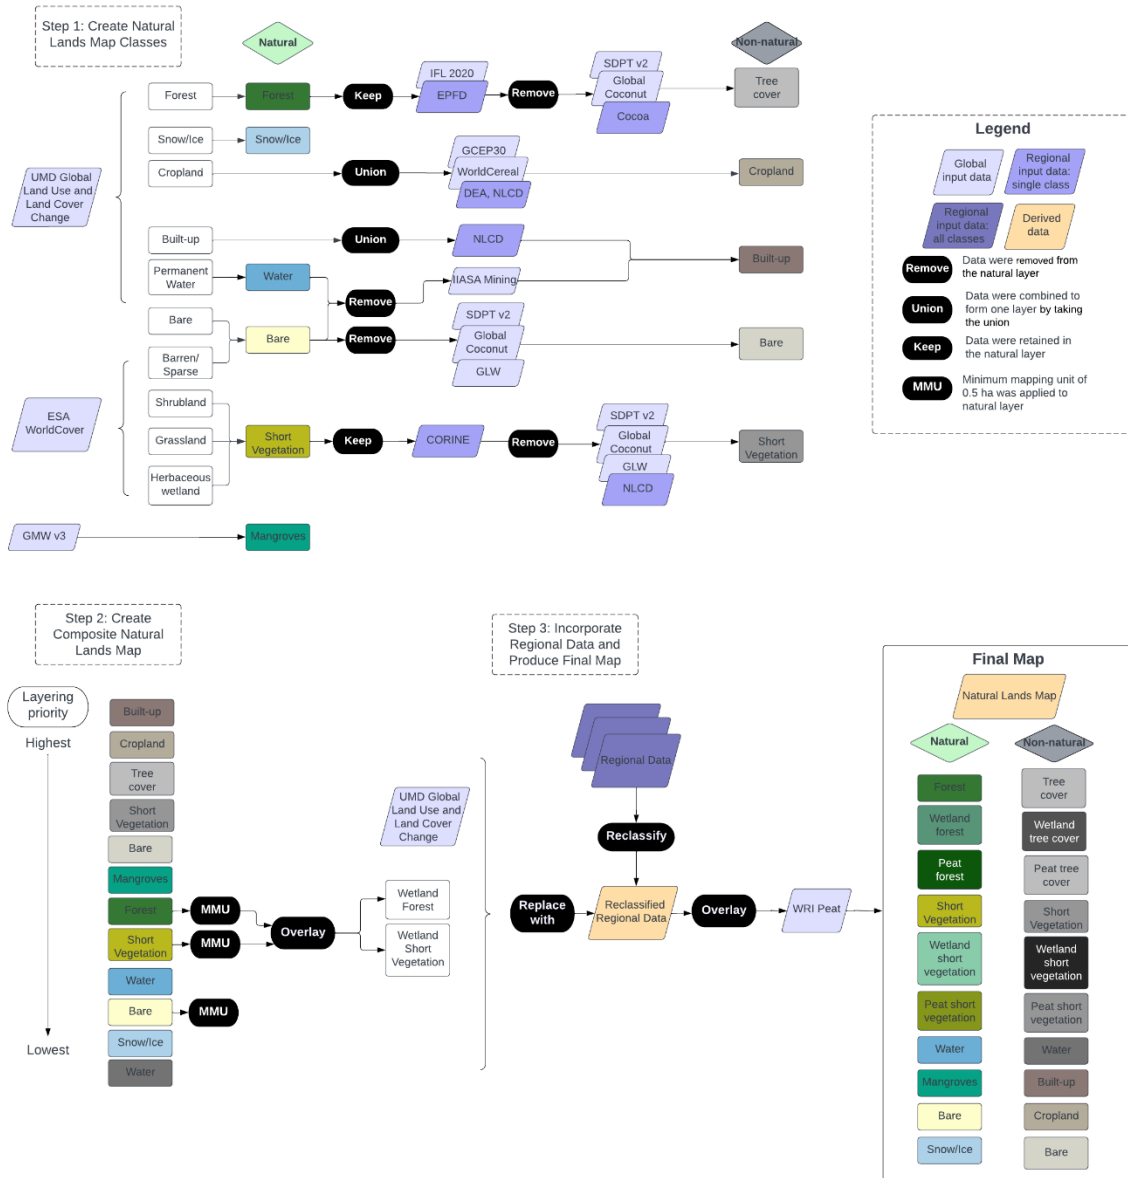 Step 1: Create Natural
Lands Map Classes
Natural
Non-natural
Forest
Forest
Keep
IFL 2020
EPFD
Remove
SDPT v2
Global
Coconut
Cocoa
Tree
cover
Snow/Ice
Snow/Ice
UMD Global
Land Use and
Land Cover
Change
Cropland
Union
GCEP30
WorldCereal
DEA, NLCD
Cropland
Built-up
Union
NLCD
Built-up
Permanent
Water
Water
Remove
IIASA Mining
Bare
Barren/
Sparse
Bare
Remove
SDPT v2
Global
Coconut
GLW
Bare
ESA
WorldCover
Shrubland
Grassland
Herbaceous
wetland
Short
Vegetation
Keep
CORINE
Remove
SDPT v2
Global
Coconut
GLW
NLCD
Short
Vegetation
GMW v3
Mangroves
Legend
Global
input data
Regional
input data:
single class
Regional
input data:
all classes
Derived
data
Remove
Data were removed from
the natural layer
Union
Data were combined to
form one layer by taking
the union
Keep
Data were retained in
the natural layer
MMU
Minimum mapping unit of
0.5 ha was applied to
natural layer
Step 2: Create
Composite Natural
Lands Map
Layering
priority
Highest
Lowest
Built-up
Cropland
Tree
cover
Short
Vegetation
Bare
Mangroves
Forest
MMU
Short
Vegetation
MMU
Water
Bare
MMU
Snow/Ice
Water
Overlay
UMD Global
Land Use and
Land Cover
Change
Wetland
Forest
Wetland
Short
Vegetation
Step 3: Incorporate
Regional Data and
Produce Final Map
Regional Data
Reclassify
Replace
with
Reclassified
Regional Data
Overlay
WRI Peat
Final Map
Natural Lands Map
Natural
Non-natural
Forest
Tree
cover
Wetland
forest
Wetland
tree cover
Peat
forest
Peat tree
cover
Short
Vegetation
Short
Vegetation
Wetland
short
vegetation
Wetland
short
vegetation
Peat short
vegetation
Peat short
vegetation
Water
Water
Mangroves
Built-up
Bare
Cropland
Snow/Ice
Bare